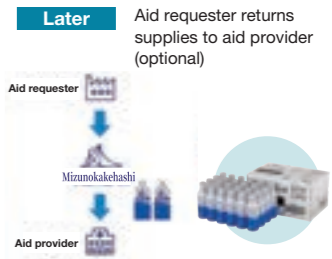 Later
Aid requester returns
supplies to aid provider
(optional)
Aid requester
Mizunokakehashi
Aid provider